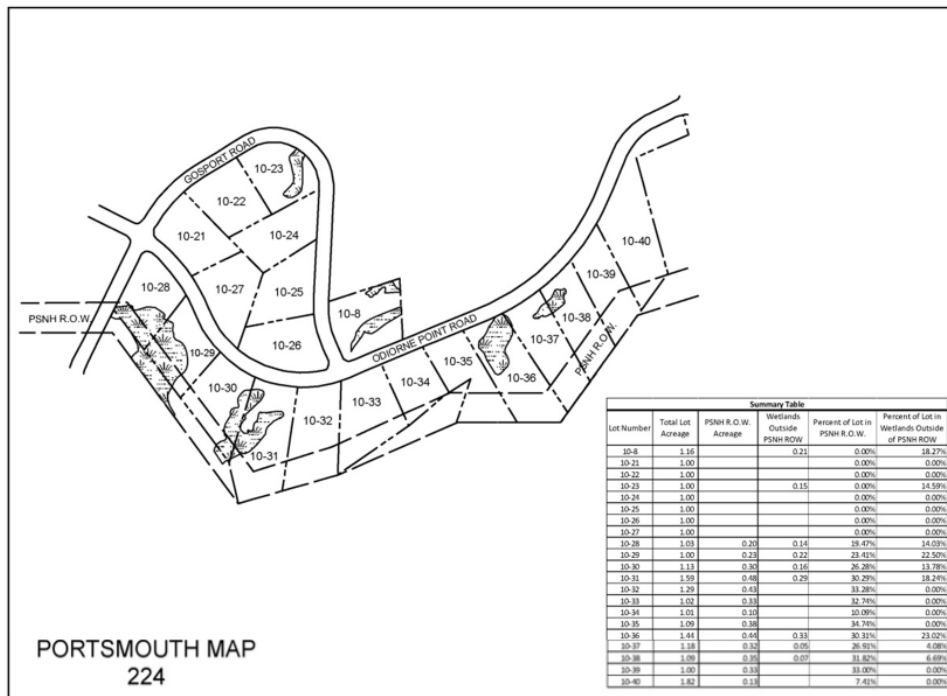 GOSPORT ROAD
10-23
10-22
10-21
10-24
10-40
10-39
10-28
10-27
10-25
10-8
PSNH R.O.W.
10-38
10-29
10-26
ODIORNE POINT ROAD
10-37
PSNH R.O.W.
10-30
10-35
10-36
10-34
10-33
10-32
10-31
Summary Table
Lot Number Total Lot Acreage PSNH R.O.W. Acreage Wetlands Outside PSNH ROW Percent of Lot in PSNH R.O.W. Percent of Lot in Wetlands Outside of PSNH ROW
10-8 1.16 0.21 0.00% 18.27%
10-21 1.00 0.00% 0.00%
10-22 1.00 0.00% 0.00%
10-23 1.00 0.15 0.00% 14.59%
10-24 1.00 0.00% 0.00%
10-25 1.00 0.00% 0.00%
10-26 1.00 0.00% 0.00%
10-27 1.00 0.00% 0.00%
10-28 1.03 0.20 0.14 19.47% 14.03%
10-29 1.00 0.23 0.22 23.41% 22.50%
10-30 1.13 0.30 0.16 26.28% 13.78%
10-31 1.59 0.48 0.29 30.29% 18.24%
10-32 1.29 0.43 33.28% 0.00%
10-33 1.02 0.33 32.74% 0.00%
10-34 1.01 0.10 10.09% 0.00%
10-35 1.09 0.38 34.74% 0.00%
10-36 1.44 0.44 0.33 30.31% 23.02%
10-37 1.18 0.32 0.05 26.91% 4.08%
10-38 1.09 0.35 0.07 31.82% 6.69%
10-39 1.00 0.33 33.00% 0.00%
10-40 1.82 0.13 7.41% 0.00%
PORTSMOUTH MAP
224